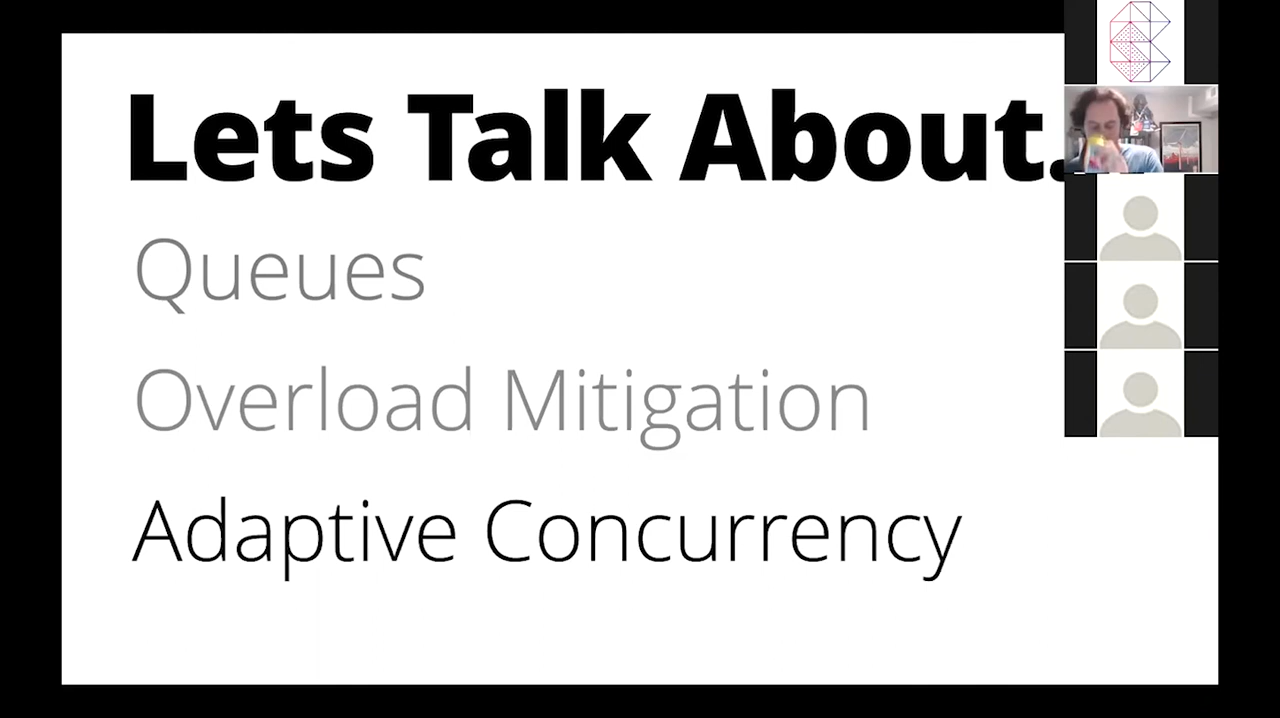 Lets Talk About.
Queues
Overload Mitigation
Adaptive Concurrency